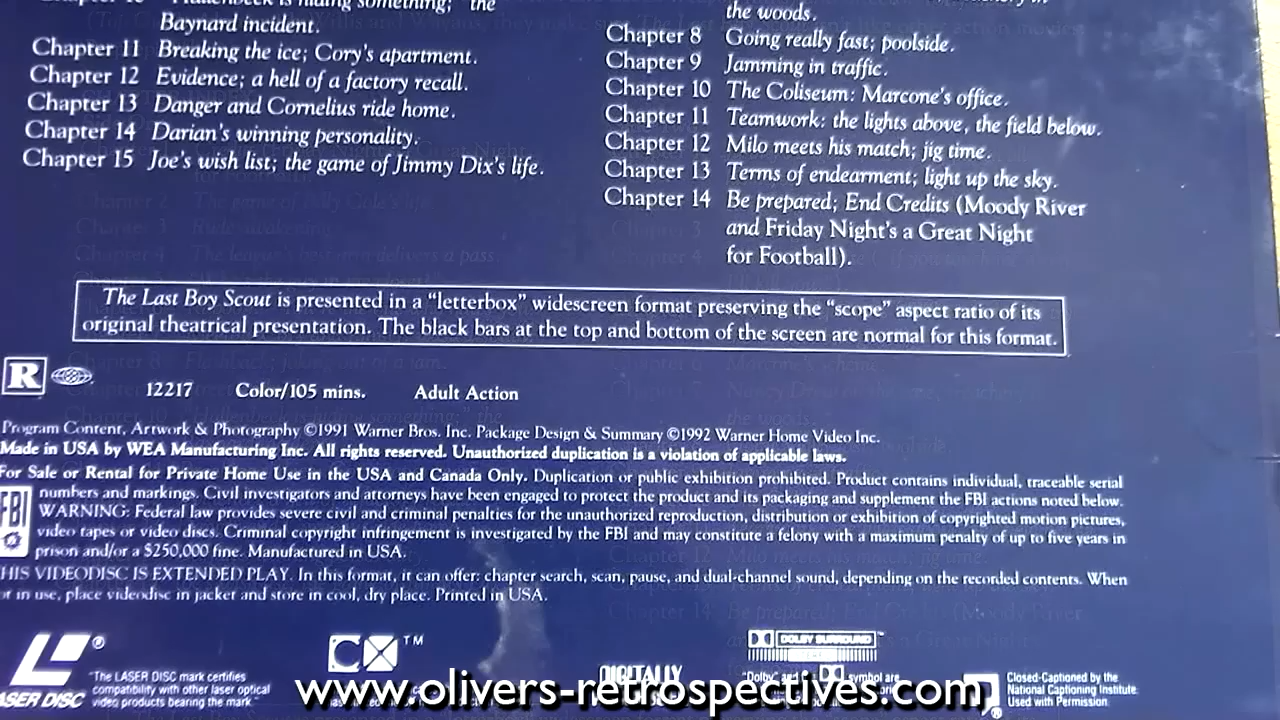 Hallenbeck is hiding something; the
Baynard incident.
Chapter 11 Breaking the ice; Cory's apartment.
Chapter 12 Evidence; a hell of a factory recall.
Chapter 13 Danger and Cornelius ride home.
Chapter 14 Darian's winning personality.
Chapter 15 Joe's wish list; the game of Jimmy Dix's life.
the woods.
Chapter 8 Going really fast; poolside.
Chapter 9 Jamming in traffic.
Chapter 10 The Coliseum: Marcone's office.
Chapter 11 Teamwork: the lights above, the field below.
Chapter 12 Milo meets his match; jig time.
Chapter 13 Terms of endearment; light up the sky.
Chapter 14 Be prepared; End Credits (Moody River
and Friday Night's a Great Night
for Football).
The Last Boy Scout is presented in a “letterbox” widescreen format preserving the “scope” aspect ratio of its
original theatrical presentation. The black bars at the top and bottom of the screen are normal for this format.
R
12217 Color/105 mins. Adult Action
Program Content, Artwork & Photography ©1991 Warner Bros. Inc. Package Design & Summary ©1992 Warner Home Video Inc.
Made in USA by WEA Manufacturing Inc. All rights reserved. Unauthorized duplication is a violation of applicable laws.
For Sale or Rental for Private Home Use in the USA and Canada Only. Duplication or public exhibition prohibited. Product contains individual, traceable serial
numbers and markings. Civil investigators and attorneys have been engaged to protect the product and its packaging and supplement the FBI actions noted below.
FBI
WARNING: Federal law provides severe civil and criminal penalties for the unauthorized reproduction, distribution or exhibition of copyrighted motion pictures,
video tapes or video discs. Criminal copyright infringement is investigated by the FBI and may constitute a felony with a maximum penalty of up to five years in
prison and/or a $250,000 fine. Manufactured in USA.
HIS VIDEODISC IS EXTENDED PLAY. In this format, it can offer: chapter search, scan, pause, and dual-channel sound, depending on the recorded contents. When
in use, place videodisc in jacket and store in cool, dry place. Printed in USA.
®
ASER DISC
"The LASER DISC mark certifies
compatibility with other laser optical
video products bearing the mark."
CX™
DIGITALLY
DOLBY SURROUND™
"Dolby" and symbol are
Closed-Captioned by the
National Captioning Institute.
Used with Permission.
®
www.olivers-retrospectives.com